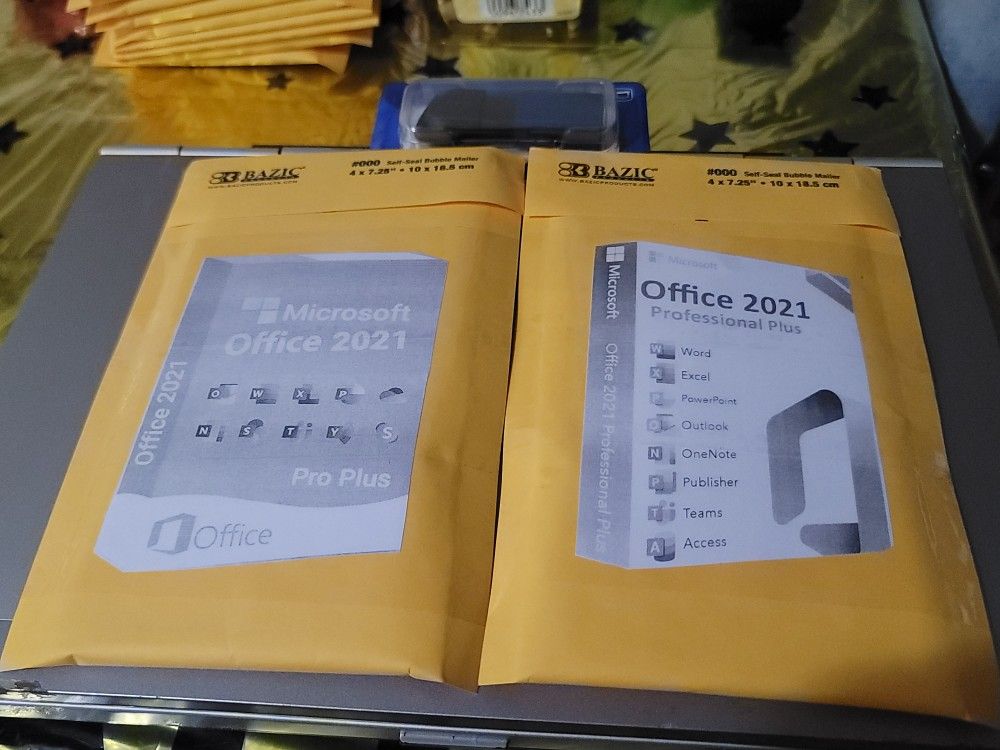 BAZIC
PRODUCTS
WWW.BAZICPRODUCTS.COM
#000 Self-Seal Bubble Mailer
4 x 7.25" • 10 x 18.5 cm
Office 2021
Microsoft
Office 2021
O W X P
N S T Y S
Pro Plus
Office
BAZIC
PRODUCTS
WWW.BAZICPRODUCTS.COM
#000 Self-Seal Bubble Mailer
4 x 7.25" • 10 x 18.5 cm
Microsoft Office 2021 Professional Plus
Microsoft
Office 2021
Professional Plus
W Word
X Excel
PowerPoint
O Outlook
N OneNote
P Publisher
T Teams
A Access